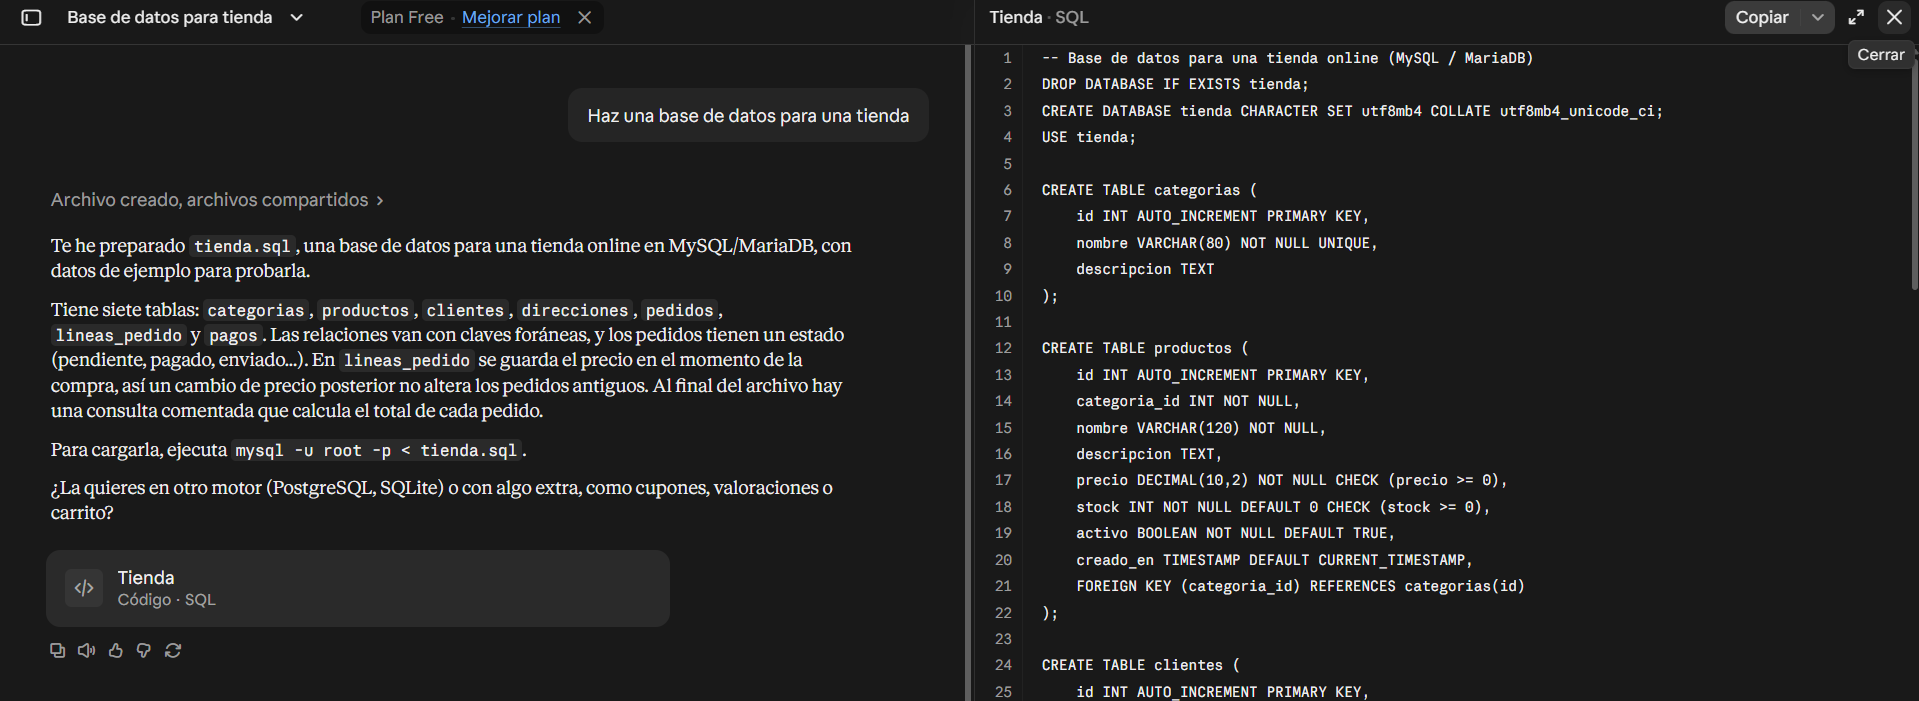 Base de datos para tienda
Plan Free · Mejorar plan
Haz una base de datos para una tienda
Archivo creado, archivos compartidos >
Te he preparado tienda.sql, una base de datos para una tienda online en MySQL/MariaDB, con
datos de ejemplo para probarla.
Tiene siete tablas: categorias, productos, clientes, direcciones, pedidos,
lineas_pedido y pagos. Las relaciones van con claves foráneas, y los pedidos tienen un estado
(pendiente, pagado, enviado...). En lineas_pedido se guarda el precio en el momento de la
compra, así un cambio de precio posterior no altera los pedidos antiguos. Al final del archivo hay
una consulta comentada que calcula el total de cada pedido.
Para cargarla, ejecuta mysql -u root -p < tienda.sql.
¿La quieres en otro motor (PostgreSQL, SQLite) o con algo extra, como cupones, valoraciones o
carrito?
Tienda
Código · SQL
Tienda · SQL
Copiar
Cerrar
1 -- Base de datos para una tienda online (MySQL / MariaDB)
2 DROP DATABASE IF EXISTS tienda;
3 CREATE DATABASE tienda CHARACTER SET utf8mb4 COLLATE utf8mb4_unicode_ci;
4 USE tienda;
5
6 CREATE TABLE categorias (
7     id INT AUTO_INCREMENT PRIMARY KEY,
8     nombre VARCHAR(80) NOT NULL UNIQUE,
9     descripcion TEXT
10 );
11
12 CREATE TABLE productos (
13     id INT AUTO_INCREMENT PRIMARY KEY,
14     categoria_id INT NOT NULL,
15     nombre VARCHAR(120) NOT NULL,
16     descripcion TEXT,
17     precio DECIMAL(10,2) NOT NULL CHECK (precio >= 0),
18     stock INT NOT NULL DEFAULT 0 CHECK (stock >= 0),
19     activo BOOLEAN NOT NULL DEFAULT TRUE,
20     creado_en TIMESTAMP DEFAULT CURRENT_TIMESTAMP,
21     FOREIGN KEY (categoria_id) REFERENCES categorias(id)
22 );
23
24 CREATE TABLE clientes (
25     id INT AUTO_INCREMENT PRIMARY KEY,